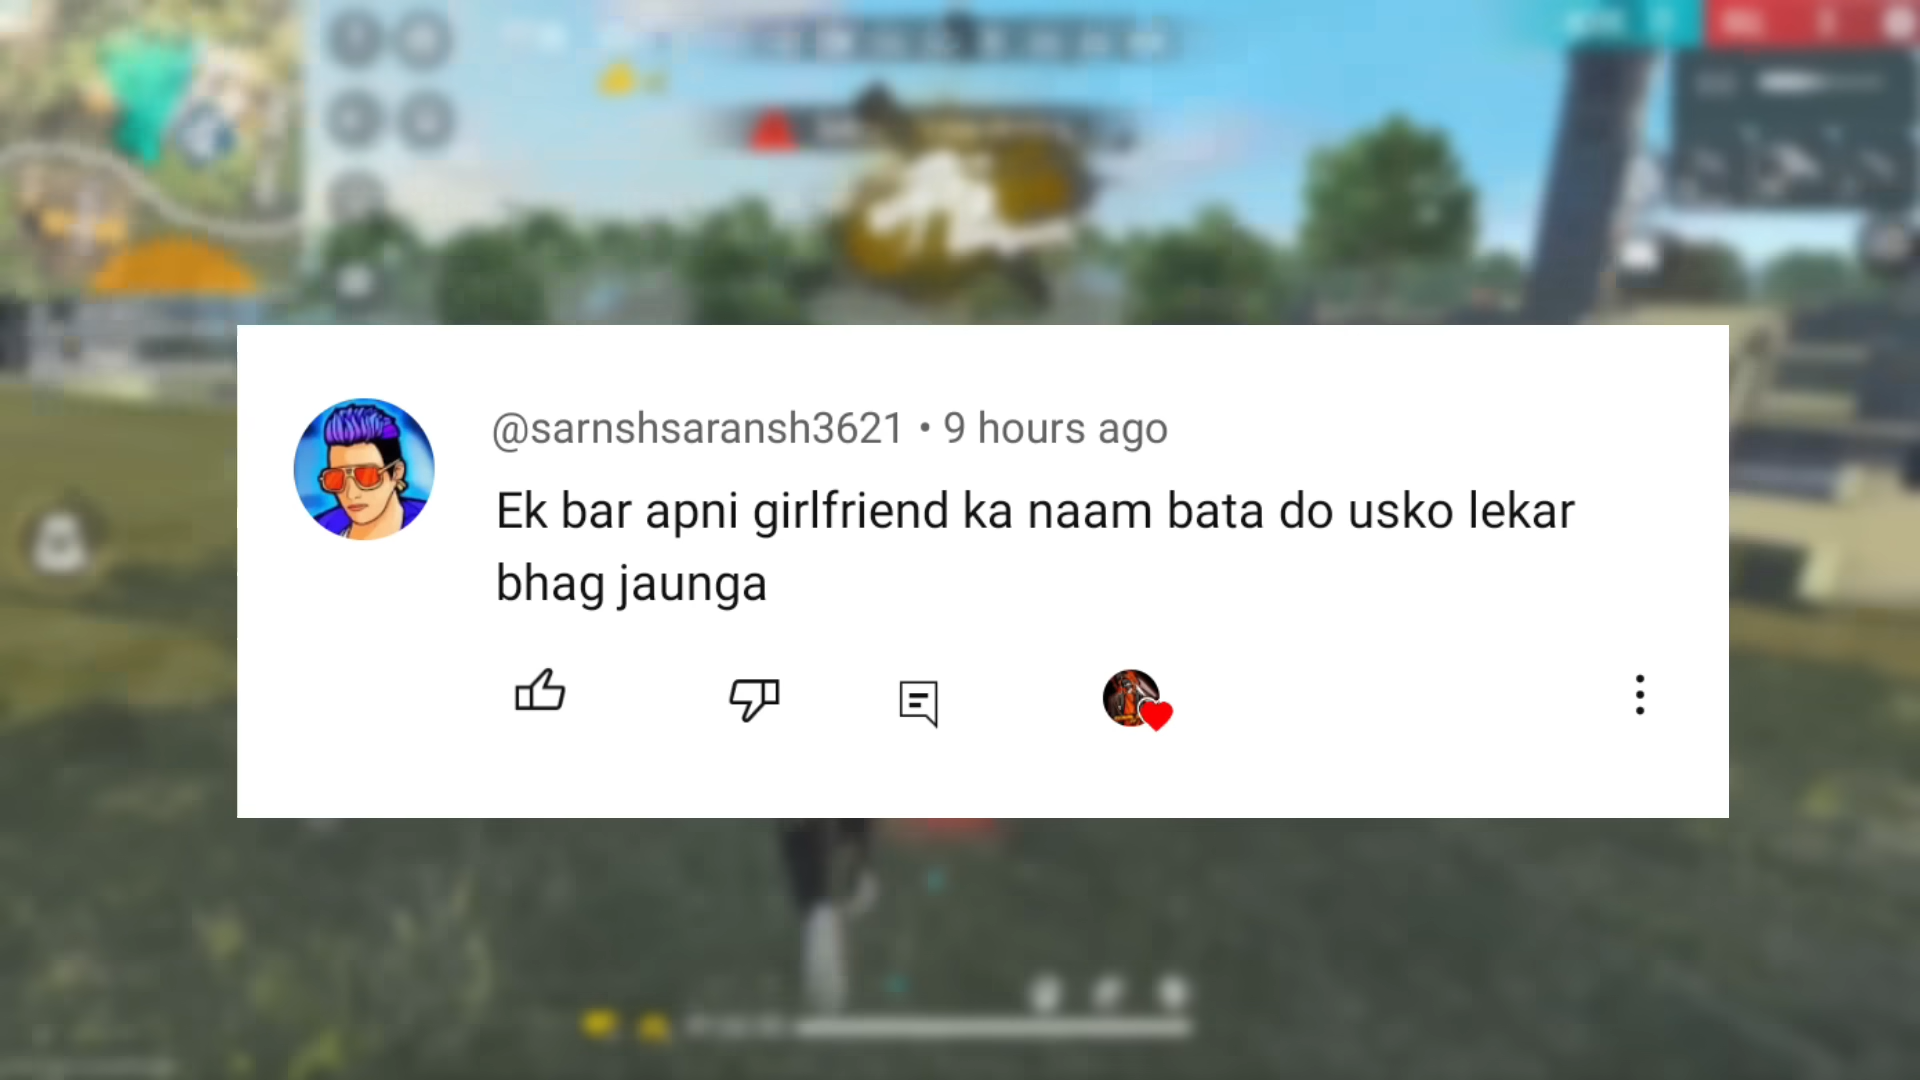 @sarnshsaransh3621 • 9 hours ago
Ek bar apni girlfriend ka naam bata do usko lekar
bhag jaunga